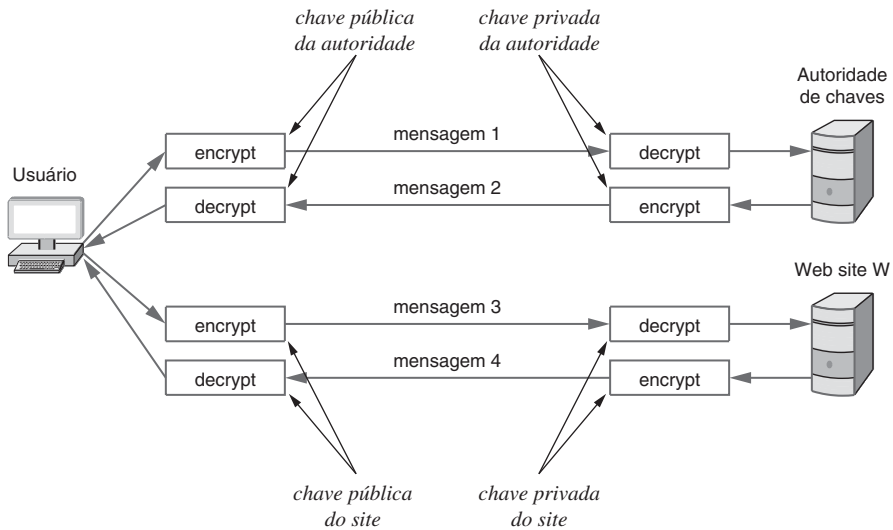 chave pública
da autoridade
chave privada
da autoridade
Autoridade
de chaves
mensagem 1
encrypt
decrypt
Usuário
mensagem 2
decrypt
encrypt
Web site W
mensagem 3
encrypt
decrypt
mensagem 4
decrypt
encrypt
chave pública
do site
chave privada
do site